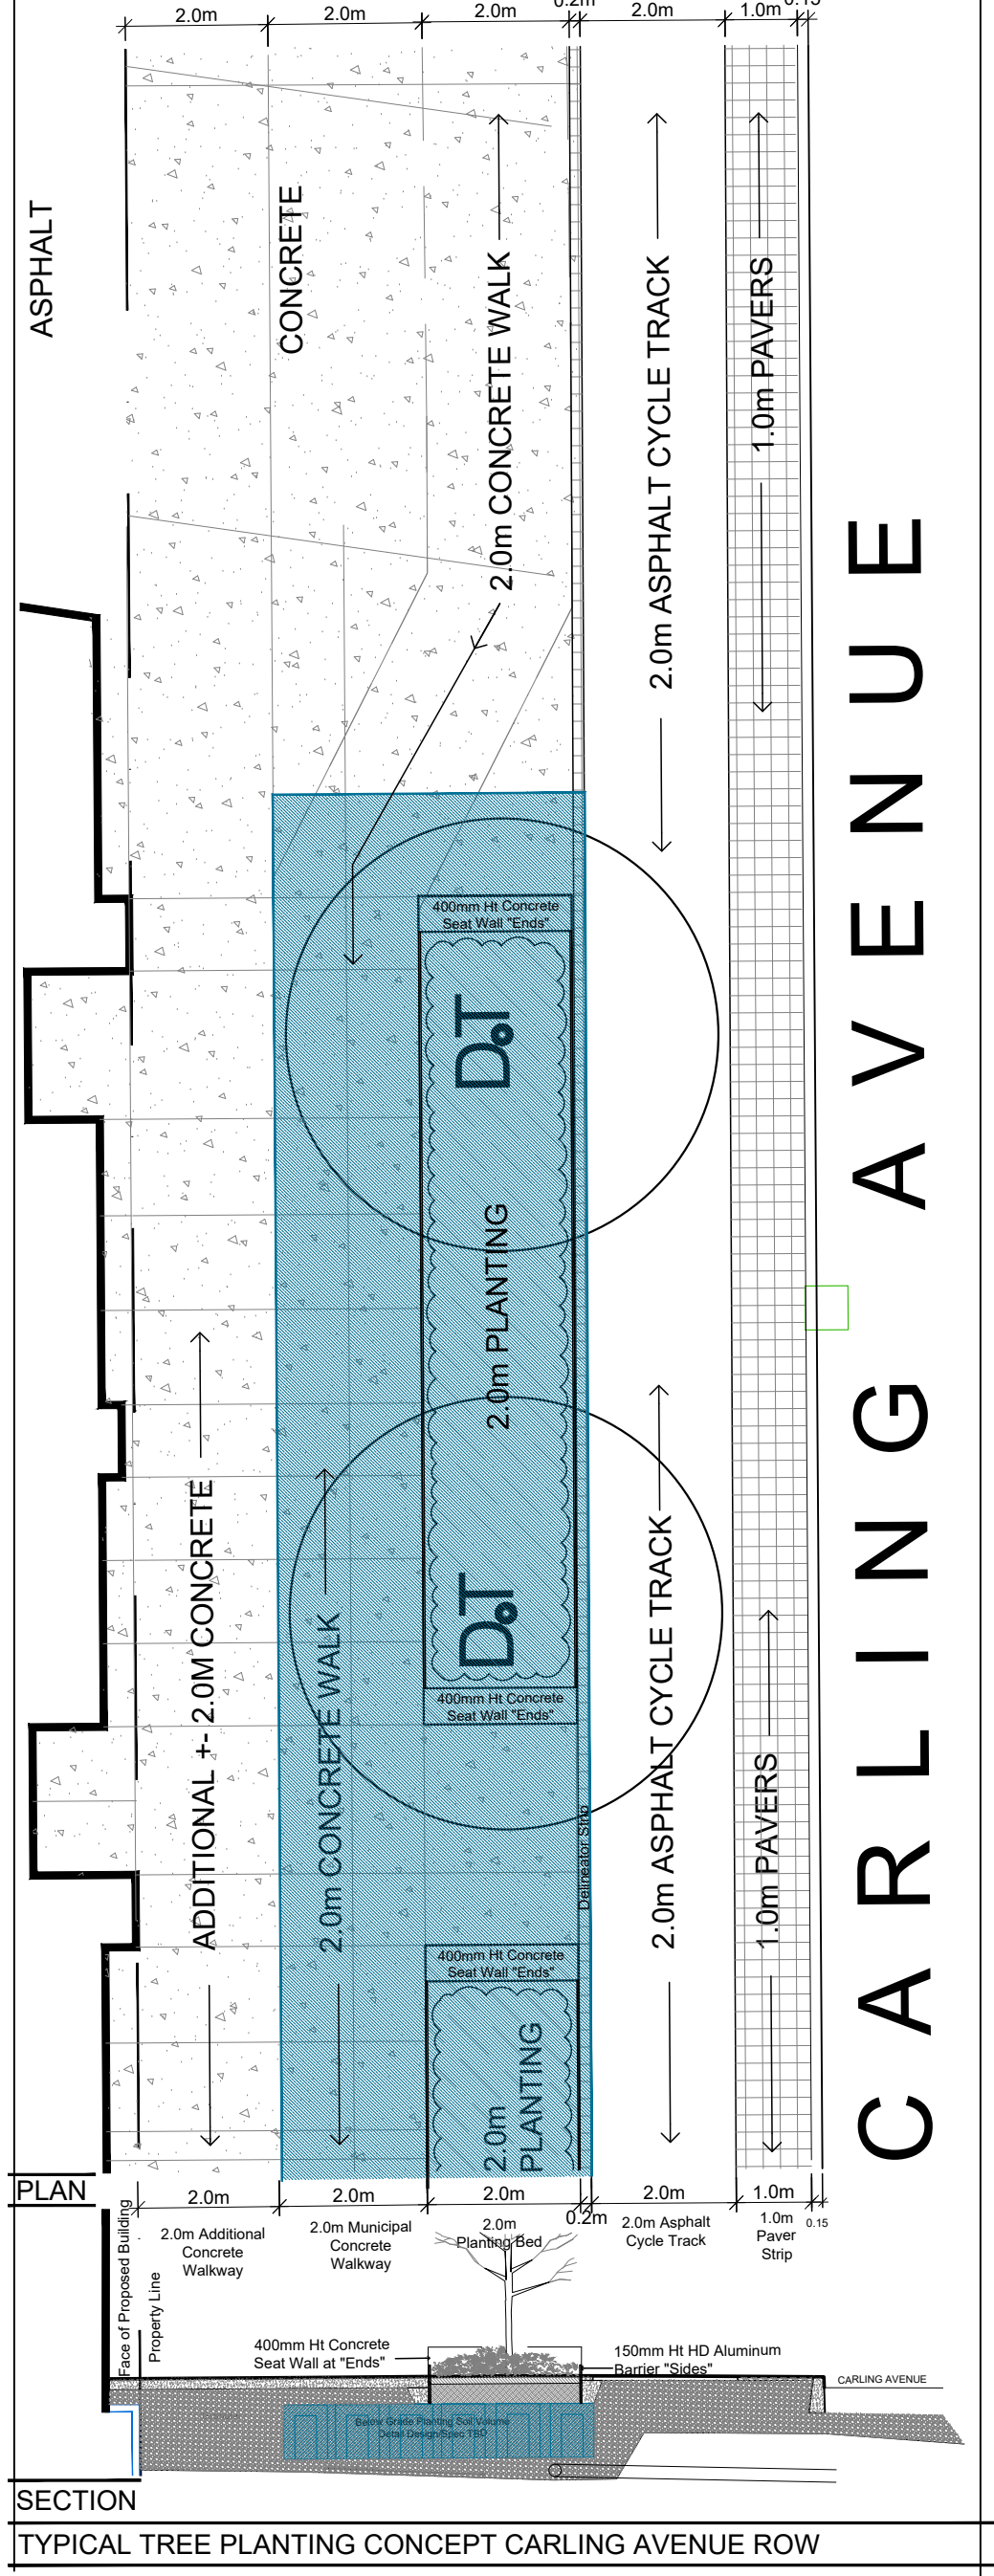 2.0m
2.0m
2.0m
0.2m
2.0m
1.0m
0.15
ASPHALT
CONCRETE
2.0m CONCRETE WALK
2.0m ASPHALT CYCLE TRACK
1.0m PAVERS
CARLING AVENUE
400mm Ht Concrete
Seat Wall "Ends"
DT
2.0m PLANTING
DT
400mm Ht Concrete
Seat Wall "Ends"
ADDITIONAL +- 2.0M CONCRETE
2.0m CONCRETE WALK
Delineator Strip
2.0m ASPHALT CYCLE TRACK
1.0m PAVERS
400mm Ht Concrete
Seat Wall "Ends"
2.0m
PLANTING
PLAN
2.0m
2.0m
2.0m
0.2m
2.0m
1.0m
0.15
Face of Proposed Building
Property Line
2.0m Additional
Concrete
Walkway
2.0m Municipal
Concrete
Walkway
2.0m
Planting Bed
2.0m Asphalt
Cycle Track
1.0m
Paver
Strip
400mm Ht Concrete
Seat Wall at "Ends"
150mm Ht HD Aluminum
Barrier "Sides"
CARLING AVENUE
Below Grade Planting Soil Volume
Detail Design/Spec TBD
SECTION
TYPICAL TREE PLANTING CONCEPT CARLING AVENUE ROW